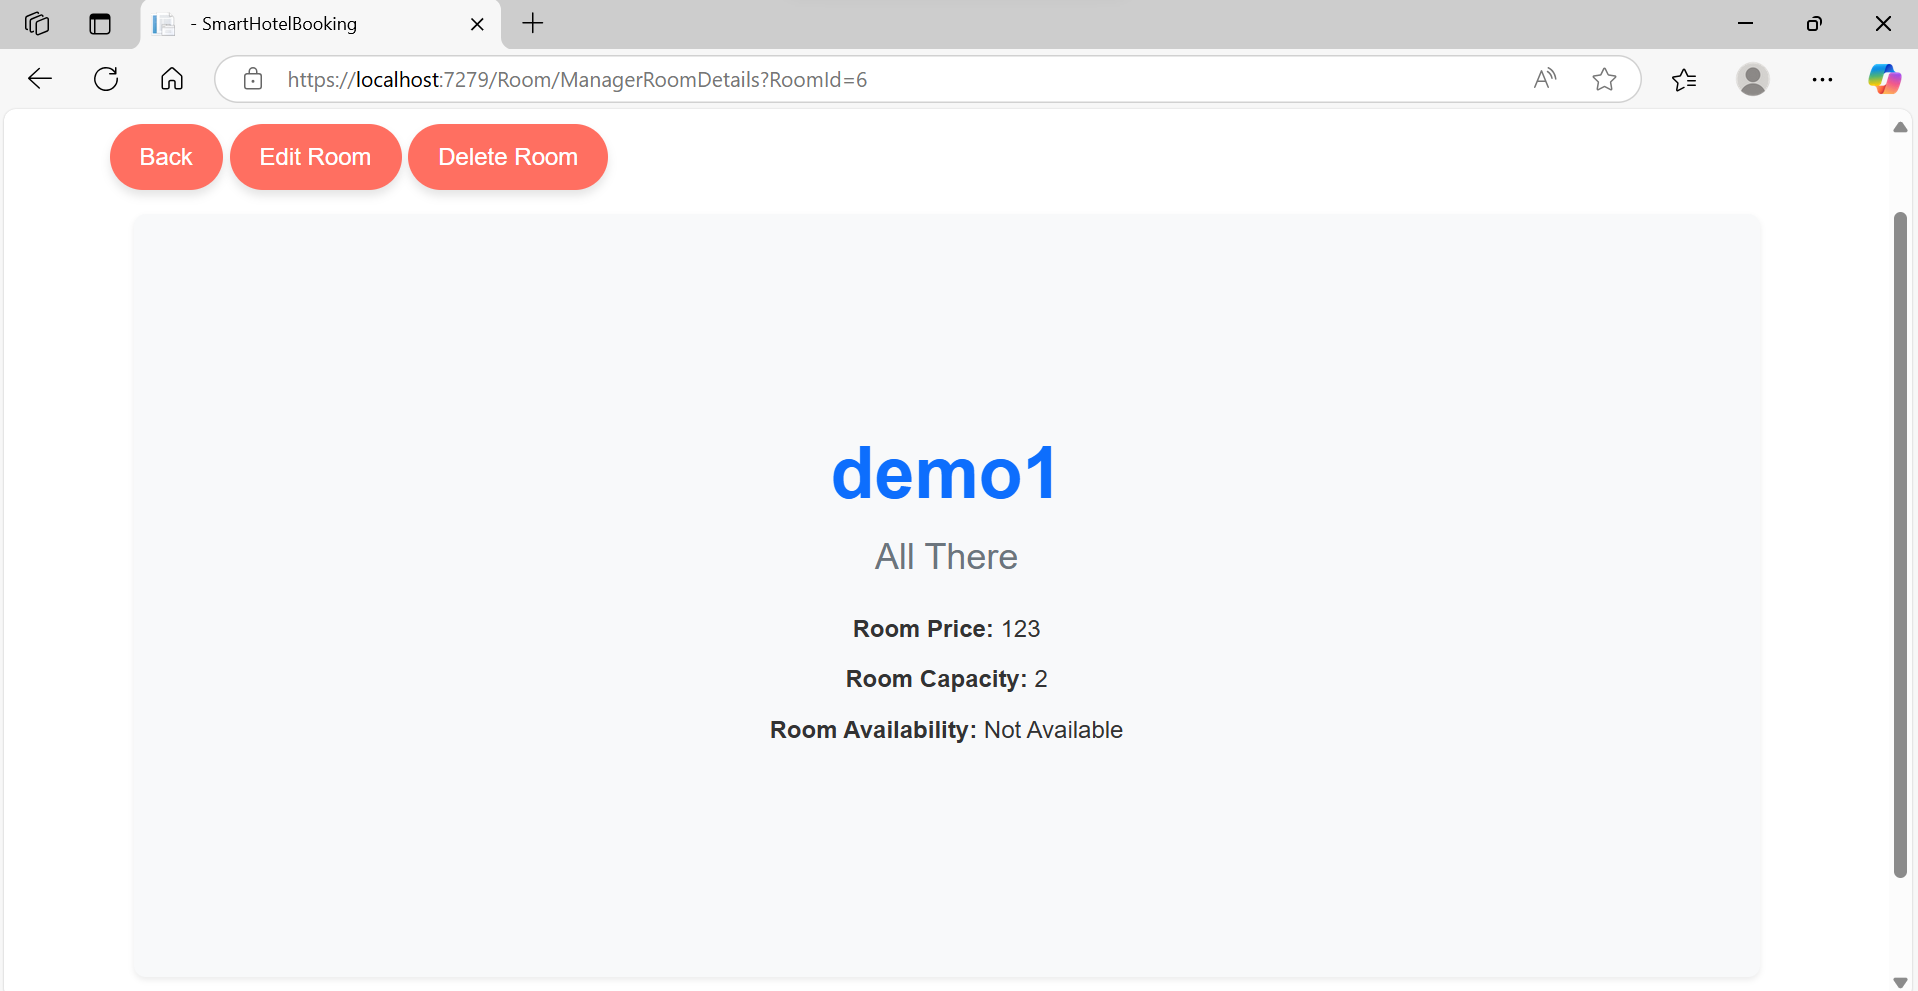 - SmartHotelBooking
https://localhost:7279/Room/ManagerRoomDetails?RoomId=6
Back Edit Room Delete Room
demo1
All There
Room Price: 123
Room Capacity: 2
Room Availability: Not Available